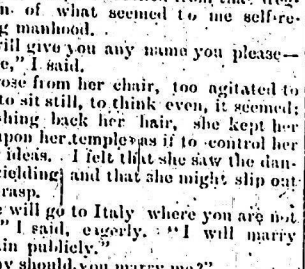 n. of what seemed to me self-re-
g manhood.
will give you any name you please—
e," I said.
rose from her chair, too agitated to
to sit still, to think even, it seemed;
shing back her hair, she kept her
upon her temples as if to control her
ideas. I felt that she saw the dan-
ielding; and that she might slip out
rasp.
e will go to Italy where you are not
" I said, eagerly. "I will marry
in publicly."
y should you marry me?"